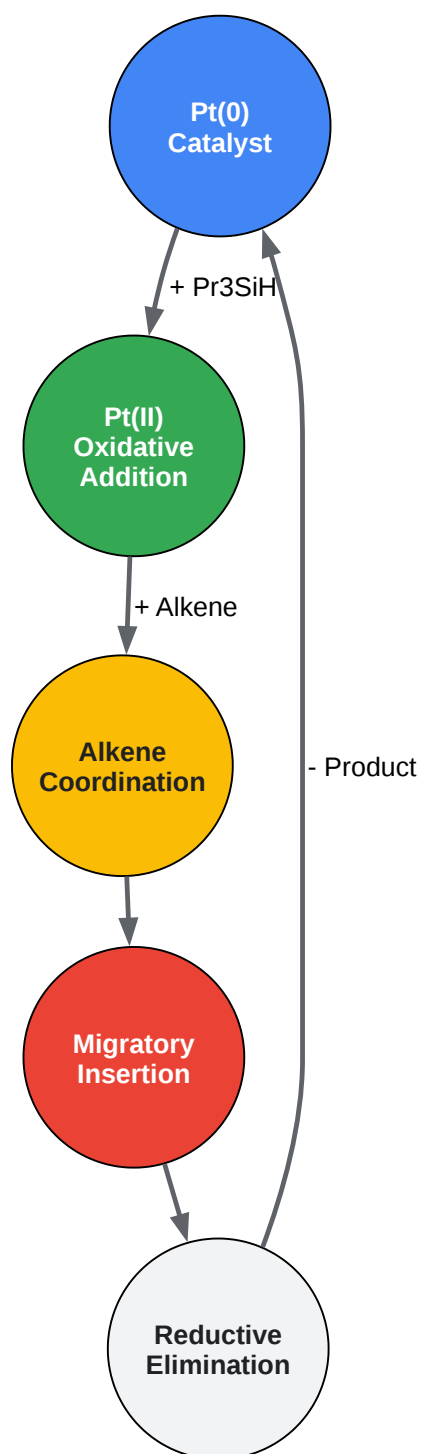 Pt(0)
Catalyst
+ Pr3SiH
Pt(II)
Oxidative
Addition
+ Alkene
Alkene
Coordination
- Product
Migratory
Insertion
Reductive
Elimination